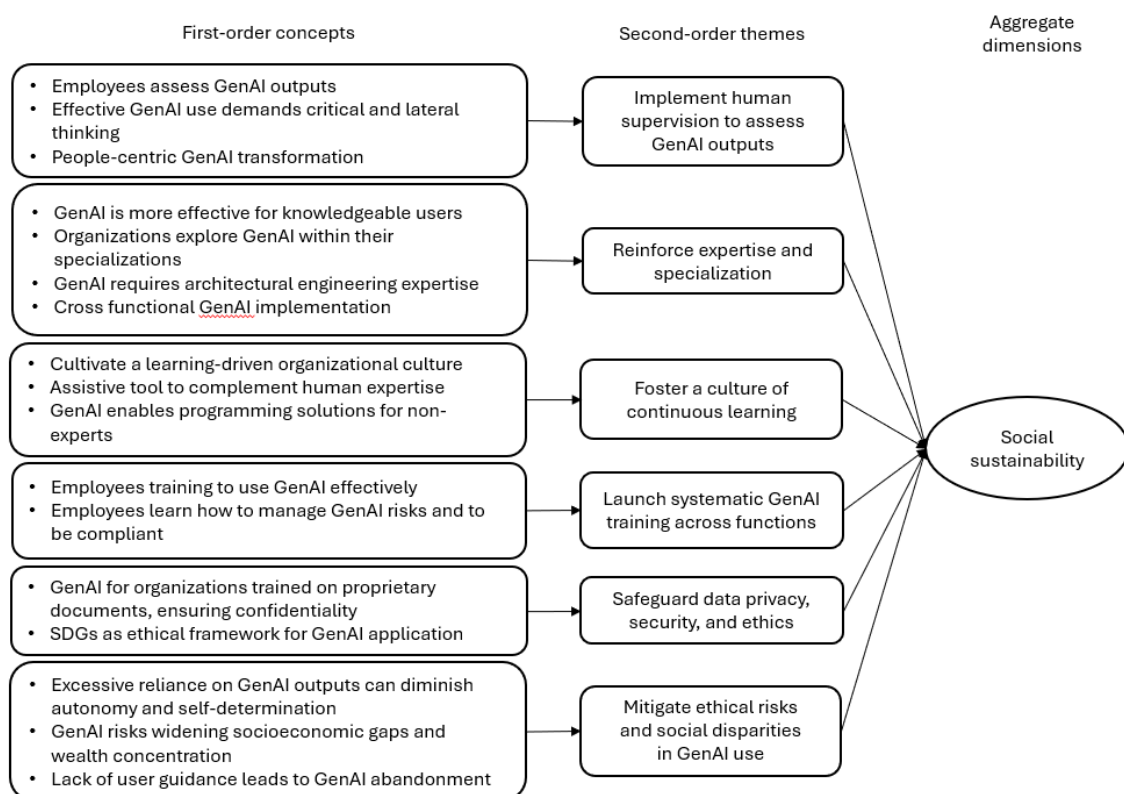 First-order concepts
Second-order themes
Aggregate
dimensions
• Employees assess GenAI outputs
• Effective GenAI use demands critical and lateral
thinking
• People-centric GenAI transformation
Implement human
supervision to assess
GenAI outputs
• GenAI is more effective for knowledgeable users
• Organizations explore GenAI within their
specializations
• GenAI requires architectural engineering expertise
• Cross functional GenAI implementation
Reinforce expertise and
specialization
• Cultivate a learning-driven organizational culture
• Assistive tool to complement human expertise
• GenAI enables programming solutions for non-
experts
Foster a culture of
continuous learning
• Employees training to use GenAI effectively
• Employees learn how to manage GenAI risks and to
be compliant
Launch systematic GenAI
training across functions
• GenAI for organizations trained on proprietary
documents, ensuring confidentiality
• SDGs as ethical framework for GenAI application
Safeguard data privacy,
security, and ethics
• Excessive reliance on GenAI outputs can diminish
autonomy and self-determination
• GenAI risks widening socioeconomic gaps and
wealth concentration
• Lack of user guidance leads to GenAI abandonment
Mitigate ethical risks
and social disparities
in GenAI use
Social
sustainability